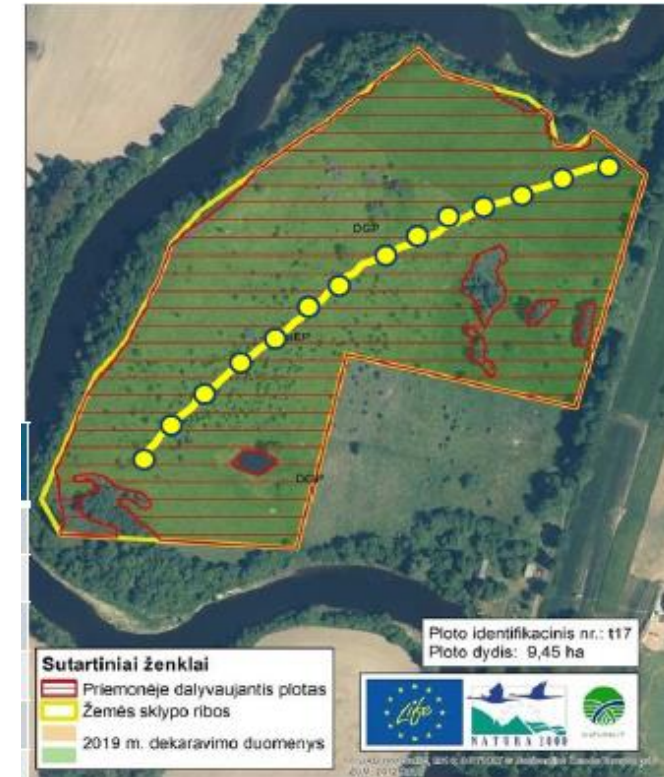 DGP
DGP
Ploto identifikacinis nr.: t17
Ploto dydis: 9,45 ha
Sutartiniai ženklai
Priemonėje dalyvaujantis plotas
Žemės sklypo ribos
2019 m. dekaravimo duomenys
Life
NATURA 2000